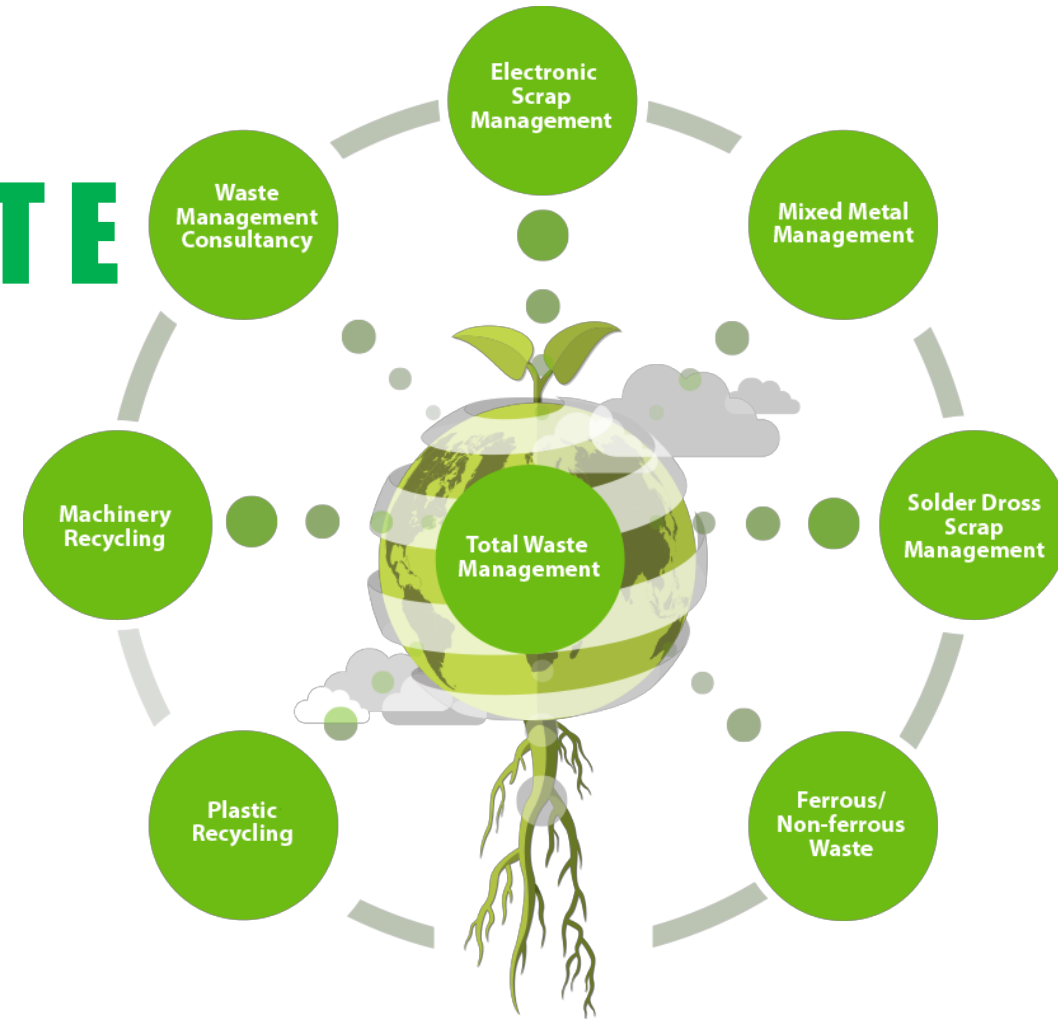 Electronic
Scrap
Management
Waste
Management
Consultancy
TE
Mixed Metal
Management
Machinery
Recycling
Total Waste
Management
Solder Dross
Scrap
Management
Plastic
Recycling
Ferrous/
Non-ferrous
Waste